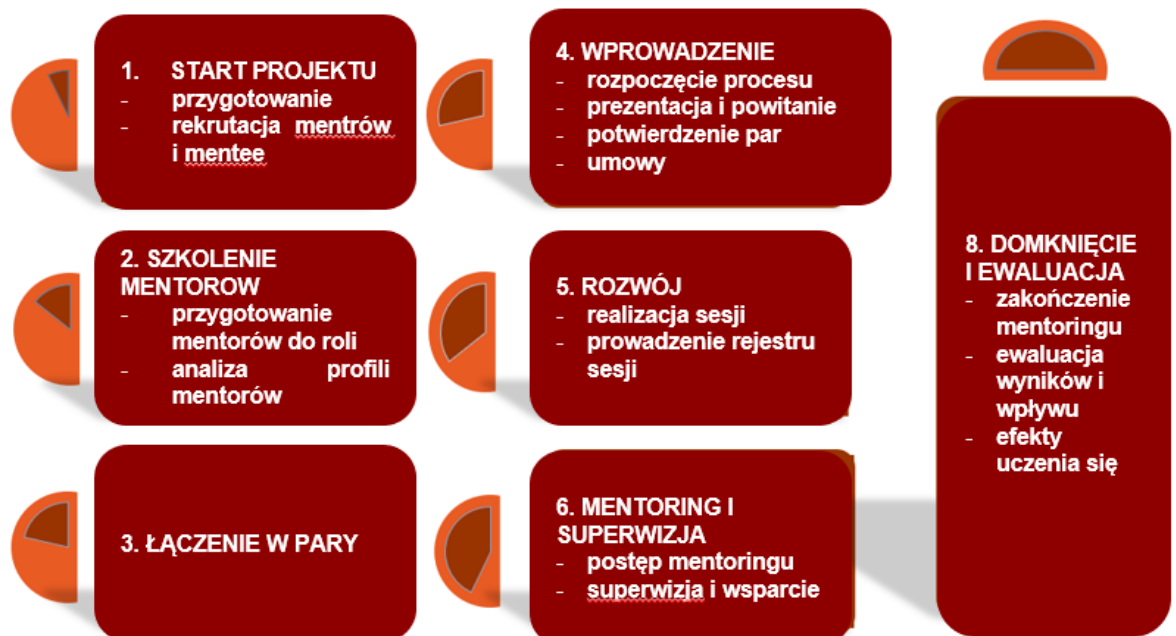 1. START PROJEKTU
- przygotowanie
- rekrutacja mentrów
i mentee
2. SZKOLENIE
MENTOROW
- przygotowanie
mentorów do roli
- analiza profili
mentorów
3. ŁĄCZENIE W PARY
4. WPROWADZENIE
- rozpoczęcie procesu
- prezentacja i powitanie
- potwierdzenie par
- umowy
5. ROZWÓJ
- realizacja sesji
- prowadzenie rejestru
sesji
6. MENTORING I
SUPERWIZJA
- postęp mentoringu
- superwizja i wsparcie
8. DOMKNIĘCIE
I EWALUACJA
- zakończenie
mentoringu
- ewaluacja
wyników i
wpływu
- efekty
uczenia się